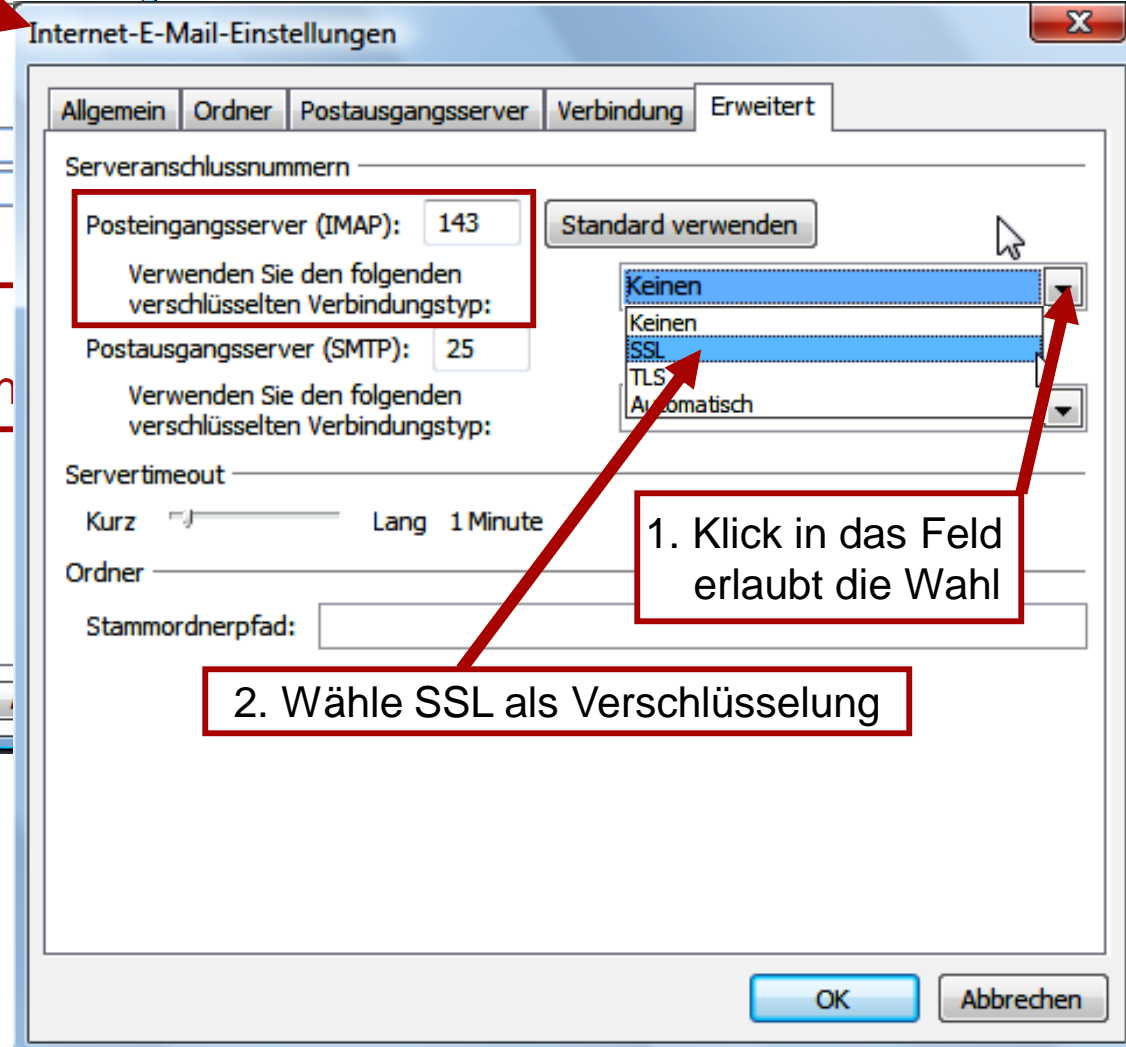 Internet-E-Mail-Einstellungen
x
Allgemein Ordner Postausgangsserver Verbindung Erweitert
Serveranschlussnummern
Posteingangsserver (IMAP): 143 Standard verwenden
Verwenden Sie den folgenden
verschlüsselten Verbindungstyp:
Keinen
Keinen
SSL
TLS
Automatisch
Postausgangsserver (SMTP): 25
Verwenden Sie den folgenden
verschlüsselten Verbindungstyp:
Servertimeout
Kurz Lang 1 Minute
1. Klick in das Feld
erlaubt die Wahl
Ordner
Stammordnerpfad:
2. Wähle SSL als Verschlüsselung
OK Abbrechen